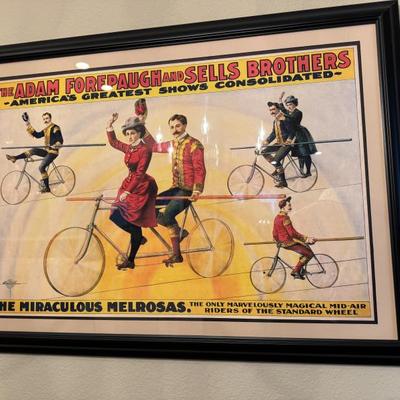 THE ADAM FOREPAUGH AND SELLS BROTHERS
~AMERICA'S GREATEST SHOWS CONSOLIDATED~
THE MIRACULOUS MELROSAS. THE ONLY MARVELOUSLY MAGICAL MID-AIR
RIDERS OF THE STANDARD WHEEL